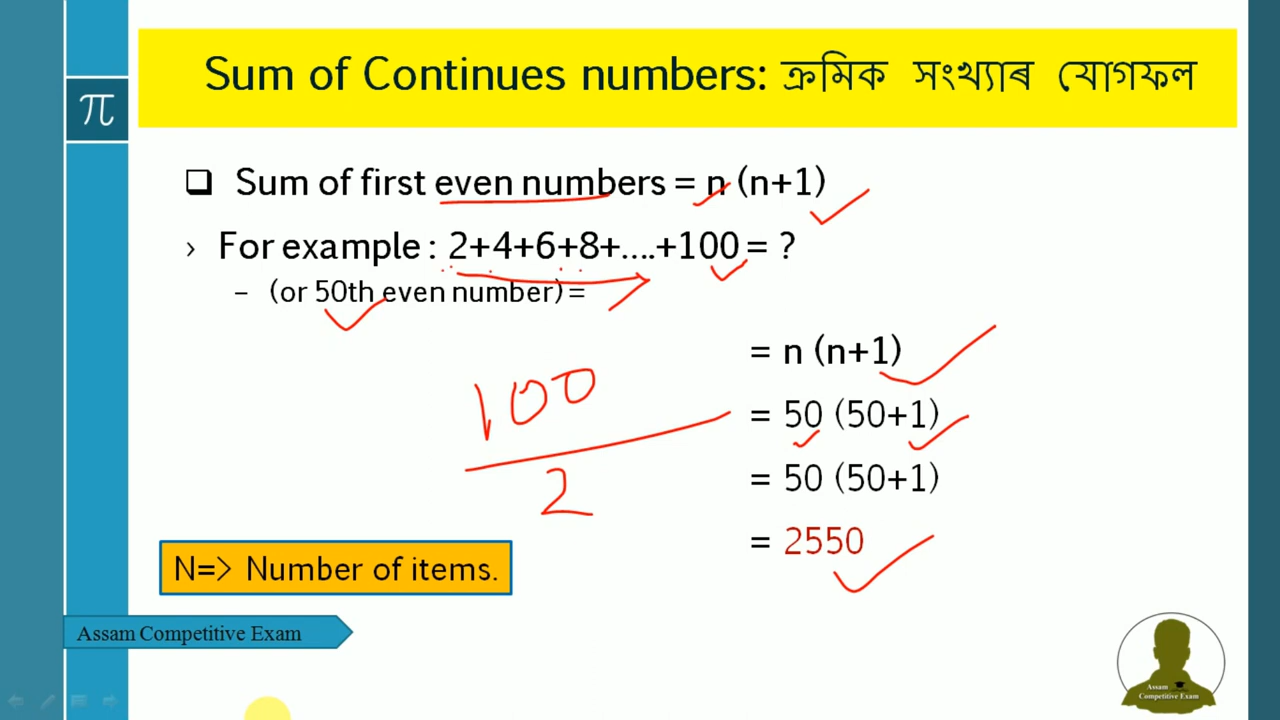 Sum of Continues numbers: ক্ৰমিক সংখ্যাৰ যোগফল
π
❑ Sum of first even numbers = n (n+1)
› For example : 2+4+6+8+....+100 = ?
– (or 50th even number) =
= n (n+1)
100
2
= 50 (50+1)
= 50 (50+1)
= 2550
N=> Number of items.
Assam Competitive Exam
Assam
Competitive Exam